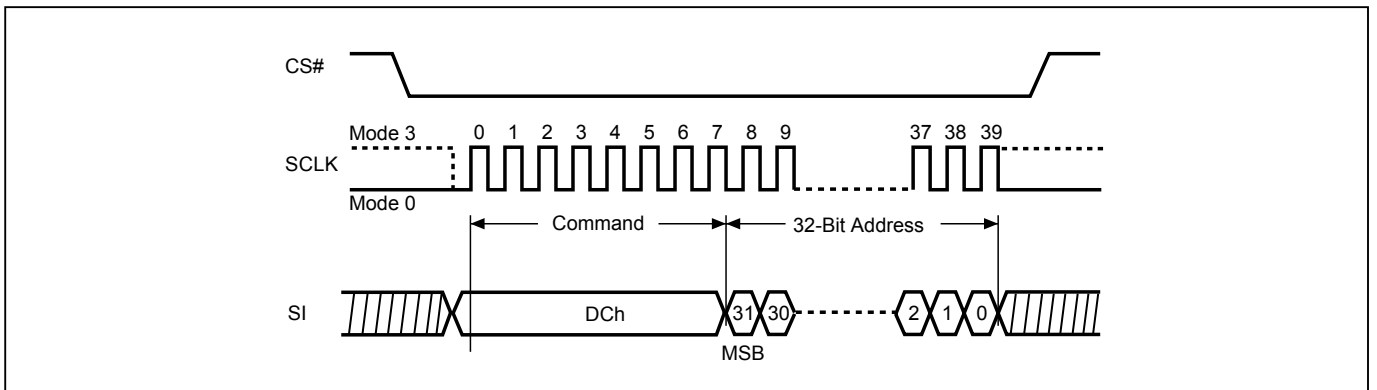 CS#
Mode 3 0 1 2 3 4 5 6 7 8 9 37 38 39
SCLK
Mode 0
Command 32-Bit Address
SI DCh 31 30 2 1 0
MSB